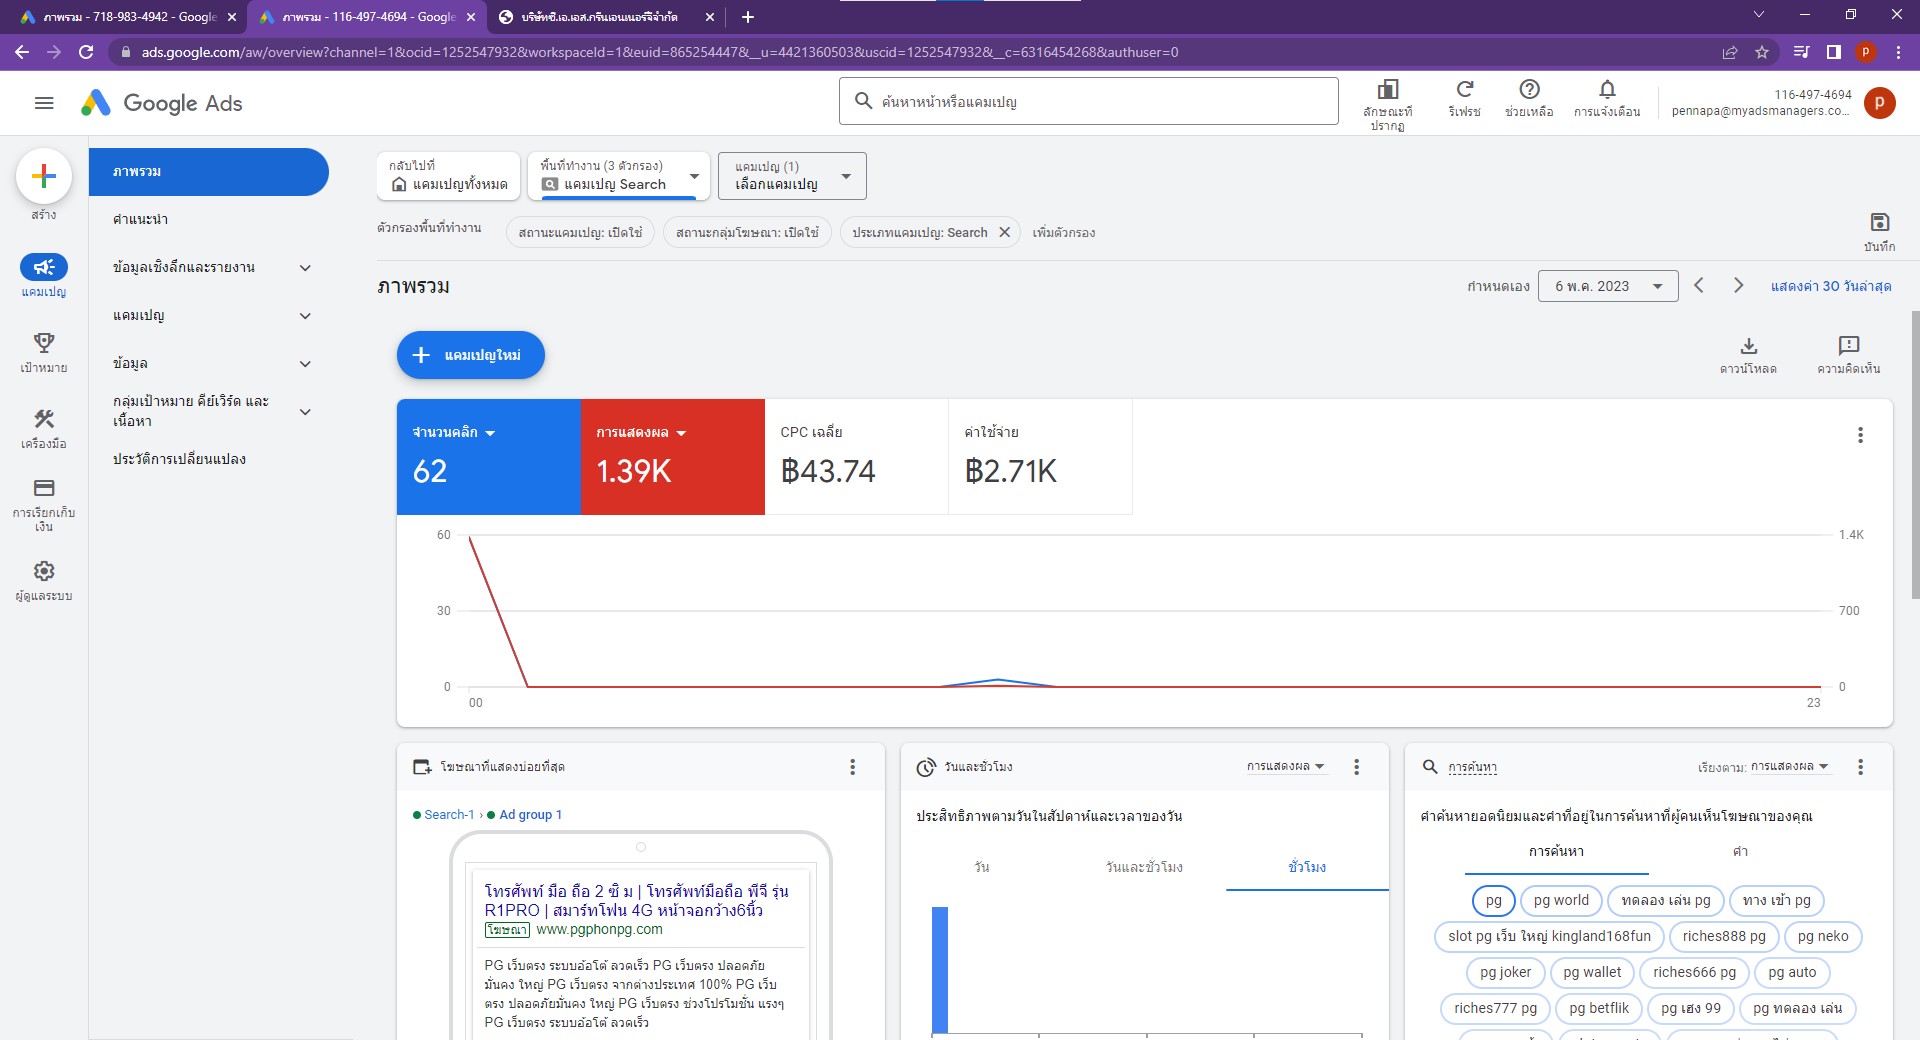 ภาพรวม - 718-983-4942 - Google
ภาพรวม - 116-497-4694 - Google
บริษัทซี.เอ.เอส.กรีนเอนเนอร์จีจำกัด
ads.google.com/aw/overview?channel=1&ocid=1252547932&workspaceId=1&euid=865254447&__u=4421360503&uscid=1252547932&__c=6316454268&authuser=0
p
Google Ads
ค้นหาหน้าหรือแคมเปญ
ลักษณะที่
ปรากฏ
รีเฟรช
ช่วยเหลือ
การแจ้งเตือน
116-497-4694
pennapa@myadsmanagers.co...
p
สร้าง
แคมเปญ
เป้าหมาย
เครื่องมือ
การเรียกเก็บ
เงิน
ผู้ดูแลระบบ
ภาพรวม
คำแนะนำ
ข้อมูลเชิงลึกและรายงาน
แคมเปญ
ข้อมูล
กลุ่มเป้าหมาย คีย์เวิร์ด และ
เนื้อหา
ประวัติการเปลี่ยนแปลง
กลับไปที่
แคมเปญทั้งหมด
พื้นที่ทำงาน (3 ตัวกรอง)
แคมเปญ Search
แคมเปญ (1)
เลือกแคมเปญ
ตัวกรองพื้นที่ทำงาน
สถานะแคมเปญ: เปิดใช้
สถานะกลุ่มโฆษณา: เปิดใช้
ประเภทแคมเปญ: Search
เพิ่มตัวกรอง
บันทึก
ภาพรวม
กำหนดเอง
6 พ.ค. 2023
แสดงค่า 30 วันล่าสุด
แคมเปญใหม่
ดาวน์โหลด
ความคิดเห็น
จำนวนคลิก
62
การแสดงผล
1.39K
CPC เฉลี่ย
฿43.74
ค่าใช้จ่าย
฿2.71K
60
1.4K
30
700
0
0
00
23
โฆษณาที่แสดงบ่อยที่สุด
Search-1 › Ad group 1
โทรศัพท์ มือ ถือ 2 ซิ ม | โทรศัพท์มือถือ พีจี รุ่น
R1PRO | สมาร์ทโฟน 4G หน้าจอกว้าง6นิ้ว
โฆษณา www.pgphonpg.com
PG เว็บตรง ระบบอัอโต้ ลวดเร็ว PG เว็บตรง ปลอดภัย
มั่นคง ใหญ่ PG เว็บตรง จากต่างประเทศ 100% PG เว็บ
ตรง ปลอดภัยมั่นคง ใหญ่ PG เว็บตรง ช่วงโปรโมชั่น แรงๆ
PG เว็บตรง ระบบอัอโต้ ลวดเร็ว
วันและชั่วโมง
การแสดงผล
ประสิทธิภาพตามวันในสัปดาห์และเวลาของวัน
วัน
วันและชั่วโมง
ชั่วโมง
การค้นหา
เรียงตาม: การแสดงผล
คำค้นหายอดนิยมและคำที่อยู่ในการค้นหาที่ผู้คนเห็นโฆษณาของคุณ
การค้นหา
คำ
pg
pg world
ทดลอง เล่น pg
ทาง เข้า pg
slot pg เว็บ ใหญ่ kingland168fun
riches888 pg
pg neko
pg joker
pg wallet
riches666 pg
pg auto
riches777 pg
pg betflik
pg เฮง 99
pg ทดลอง เล่น